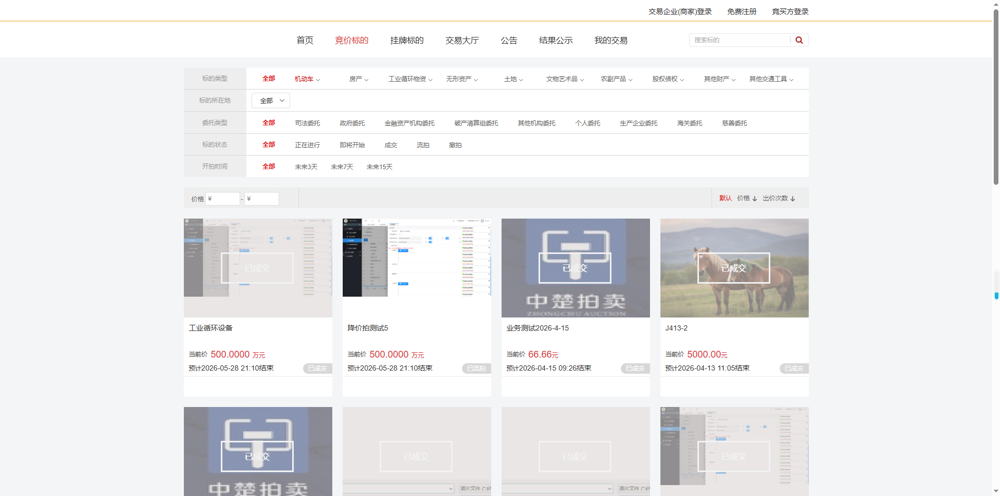 交易企业(商家)登录 免费注册 竞买方登录
首页 竞价标的 挂牌标的 交易大厅 公告 结果公示 我的交易 搜索标的
标的类型 全部 机动车 房产 工业循环物资 无形资产 土地 文物艺术品 农副产品 股权债权 其他财产 其他交通工具
标的所在地 全部
委托类型 全部 司法委托 政府委托 金融资产机构委托 破产清算组委托 其他机构委托 个人委托 生产企业委托 海关委托 慈善委托
标的状态 全部 正在进行 即将开始 成交 流拍 撤拍
开拍时间 全部 未来3天 未来7天 未来15天
价格 ¥ - ¥ 默认 价格 出价次数
已成交
已成交
中楚拍卖
ZHONGCHU AUCTION
已成交
工业循环设备
当前价 500.0000 万元
预计2026-05-28 21:10结束 已成交
降价拍测试5
当前价 500.0000 万元
预计2026-05-28 21:10结束 已流拍
业务测试2026-4-15
当前价 66.66元
预计2026-04-15 09:26结束 已成交
J413-2
当前价 5000.00元
预计2026-04-13 11:05结束 已成交
已成交
中楚拍卖
已成交
图片文件 (*.tif
已成交
图片文件 (*.tif
已成交